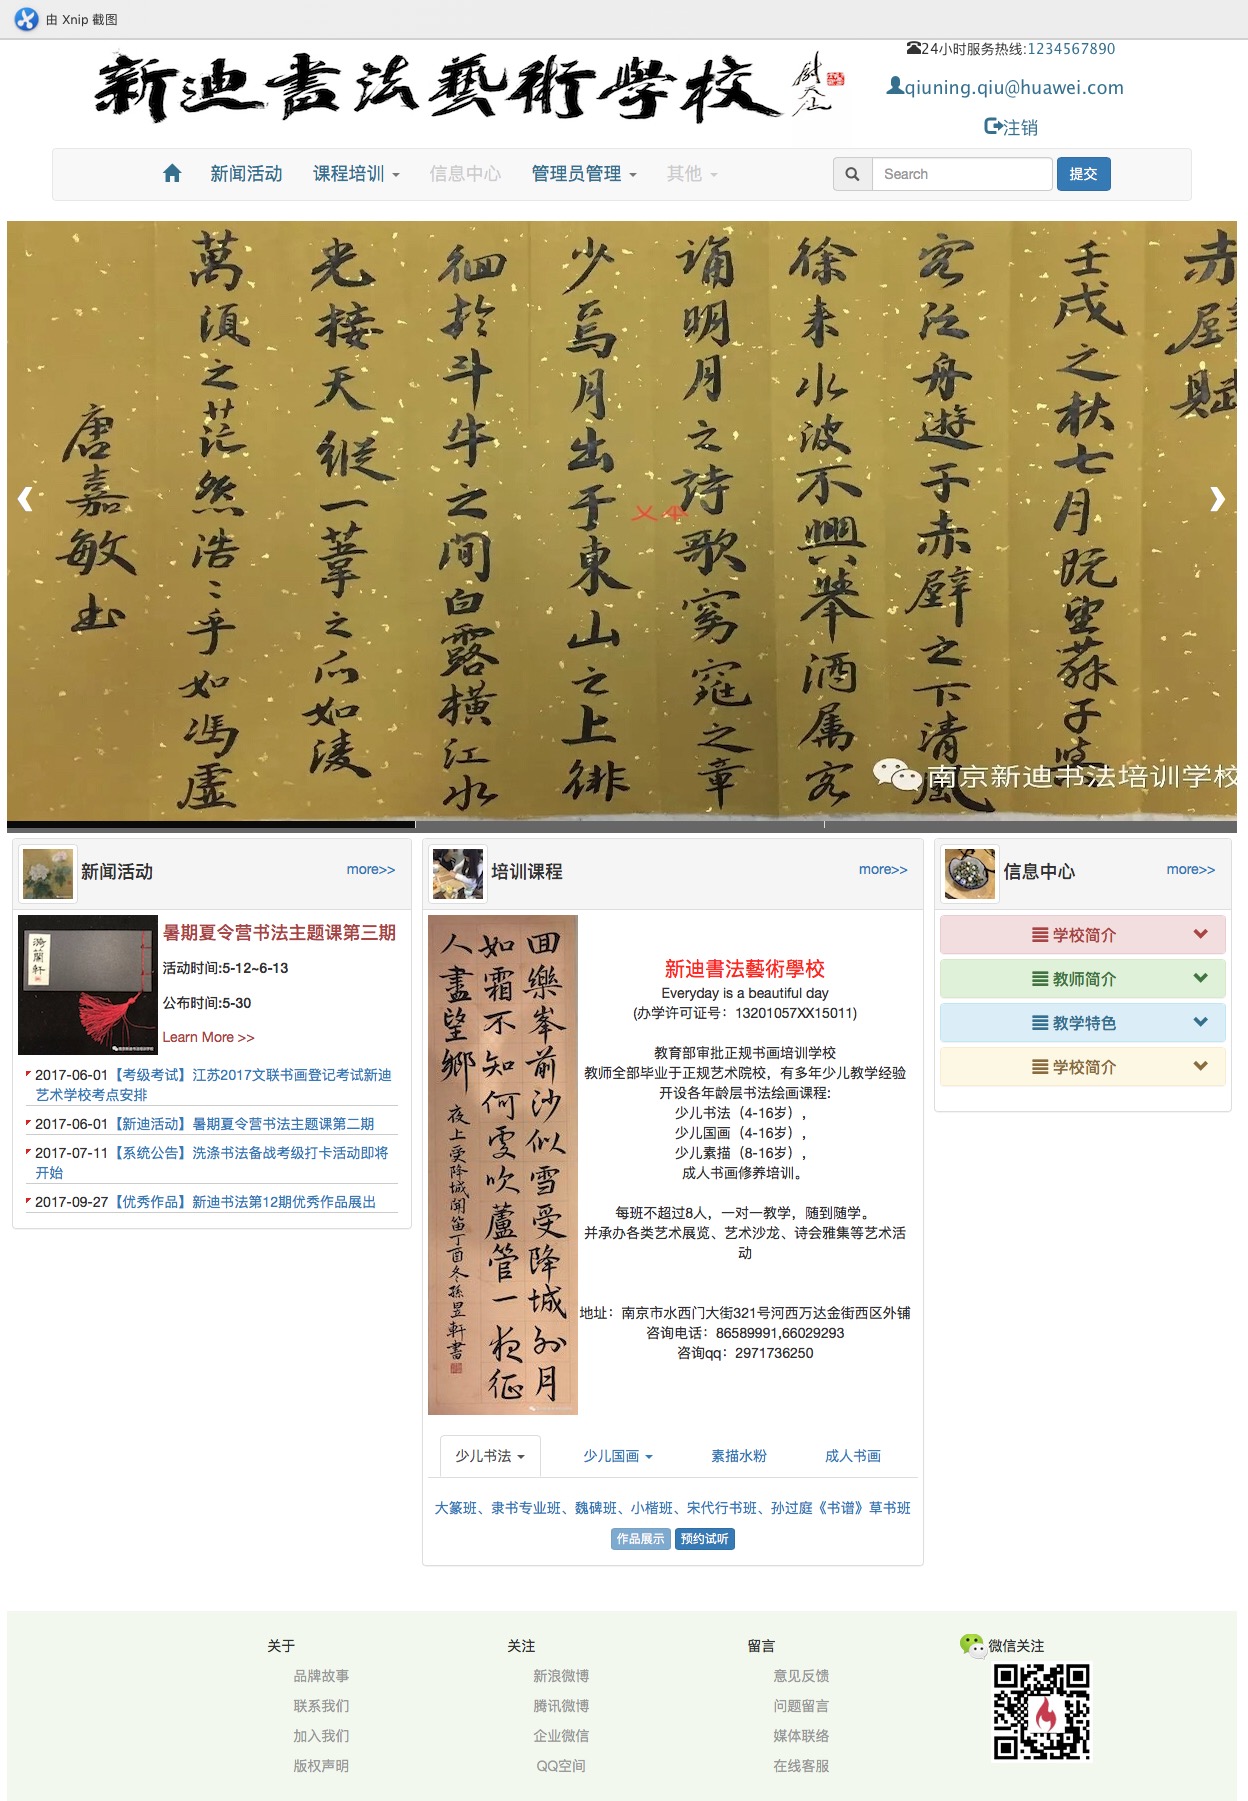 由 Xnip 截图
新迪書法藝術學校
24小时服务热线:1234567890
qiuning.qiu@huawei.com
注销
新闻活动 课程培训 信息中心 管理员管理 其他 Search 提交
赤壁賦
壬戌之秋七月既望蘇子與
客泛舟遊于赤壁之下清風
徐来水波不興舉酒属客
誦明月之詩歌窈窕之章
少焉月出于東山之上徘
徊於斗牛之間白露橫江水
光接天縱一葦之所如凌
萬頃之茫然浩浩乎如馮虛
唐嘉敏书
南京新迪书法培训学校
新闻活动 more>>
暑期夏令营书法主题课第三期
活动时间:5-12~6-13
公布时间:5-30
Learn More >>
2017-06-01【考级考试】江苏2017文联书画登记考试新迪
艺术学校考点安排
2017-06-01【新迪活动】暑期夏令营书法主题课第二期
2017-07-11【系统公告】洗涤书法备战考级打卡活动即将
开始
2017-09-27【优秀作品】新迪书法第12期优秀作品展出
培训课程 more>>
回樂峯前沙似雪受降城外月
如霜不知何處吹蘆管一夜征
人盡望鄉
夜上受降城聞笛丁酉冬孫昱軒書
新迪書法藝術學校
Everyday is a beautiful day
(办学许可证号：13201057XX15011)
教育部审批正规书画培训学校
教师全部毕业于正规艺术院校，有多年少儿教学经验
开设各年龄层书法绘画课程:
少儿书法（4-16岁），
少儿国画（4-16岁），
少儿素描（8-16岁），
成人书画修养培训。
每班不超过8人，一对一教学，随到随学。
并承办各类艺术展览、艺术沙龙、诗会雅集等艺术活
动
地址：南京市水西门大街321号河西万达金街西区外铺
咨询电话：86589991,66029293
咨询qq：2971736250
少儿书法 少儿国画 素描水粉 成人书画
大篆班、隶书专业班、魏碑班、小楷班、宋代行书班、孙过庭《书谱》草书班
作品展示 预约试听
信息中心 more>>
学校简介
教师简介
教学特色
学校简介
关于
品牌故事
联系我们
加入我们
版权声明
关注
新浪微博
腾讯微博
企业微信
QQ空间
留言
意见反馈
问题留言
媒体联络
在线客服
微信关注